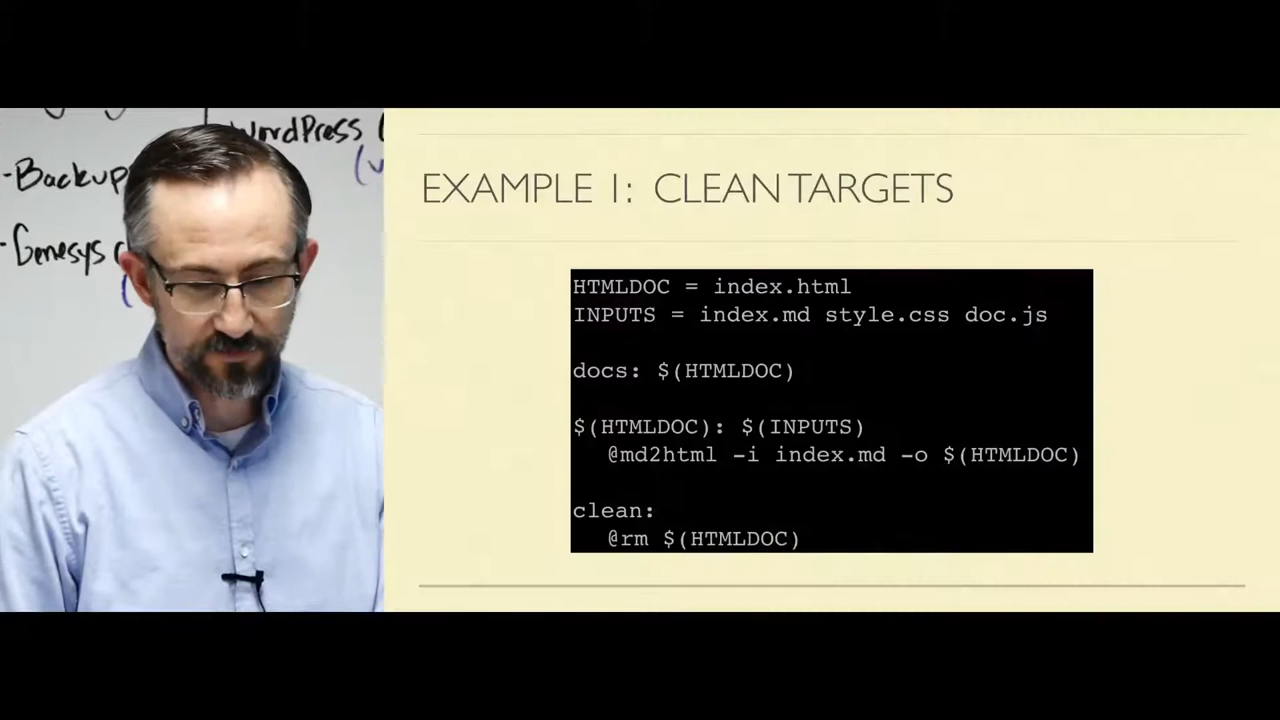 WordPress
-Backup
-Genesys
EXAMPLE 1: CLEAN TARGETS
HTMLDOC = index.html
INPUTS = index.md style.css doc.js
docs: $(HTMLDOC)
$(HTMLDOC): $(INPUTS)
@md2html -i index.md -o $(HTMLDOC)
clean:
@rm $(HTMLDOC)